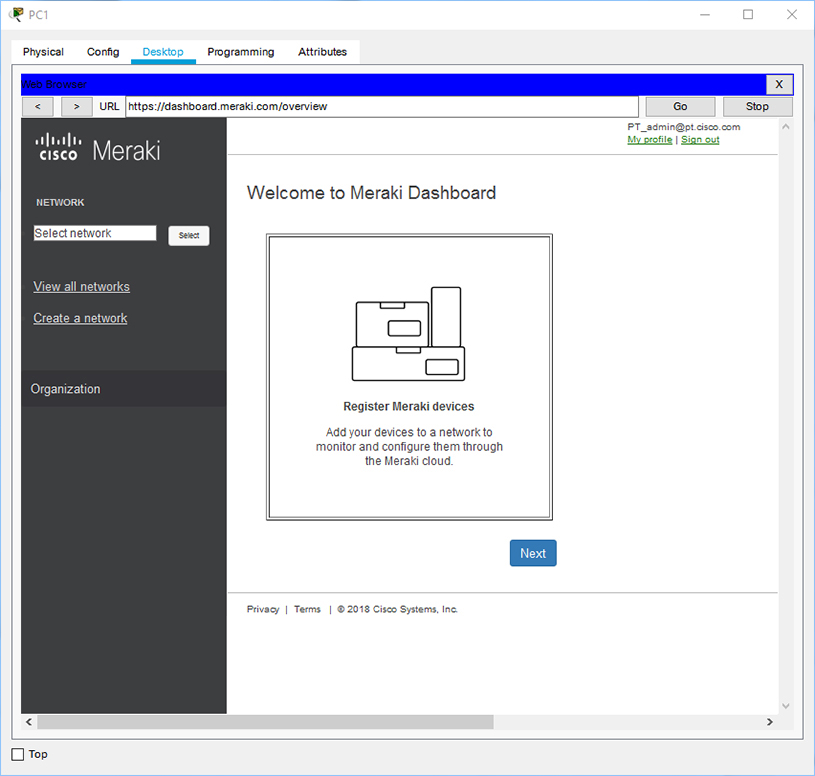 PC1
Physical Config Desktop Programming Attributes
Web Browser X
< > URL https://dashboard.meraki.com/overview Go Stop
cisco Meraki
PT_admin@pt.cisco.com
My profile | Sign out
NETWORK
Select network Select
View all networks
Create a network
Organization
Welcome to Meraki Dashboard
Register Meraki devices
Add your devices to a network to
monitor and configure them through
the Meraki cloud.
Next
Privacy | Terms | © 2018 Cisco Systems, Inc.
Top